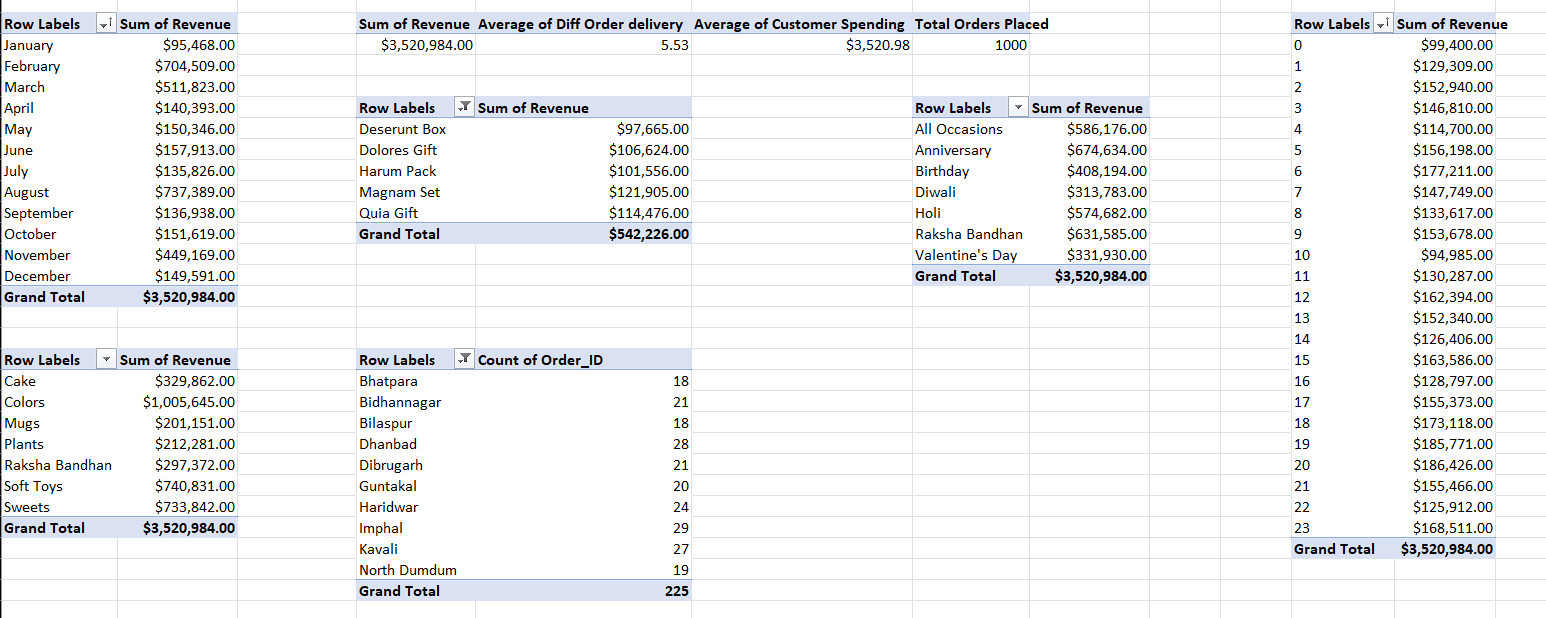 Row Labels Sum of Revenue
January $95,468.00
February $704,509.00
March $511,823.00
April $140,393.00
May $150,346.00
June $157,913.00
July $135,826.00
August $737,389.00
September $136,938.00
October $151,619.00
November $449,169.00
December $149,591.00
Grand Total $3,520,984.00
Row Labels Sum of Revenue
Cake $329,862.00
Colors $1,005,645.00
Mugs $201,151.00
Plants $212,281.00
Raksha Bandhan $297,372.00
Soft Toys $740,831.00
Sweets $733,842.00
Grand Total $3,520,984.00
Sum of Revenue Average of Diff Order delivery Average of Customer Spending Total Orders Placed
$3,520,984.00 5.53 $3,520.98 1000
Row Labels Sum of Revenue
Deserunt Box $97,665.00
Dolores Gift $106,624.00
Harum Pack $101,556.00
Magnam Set $121,905.00
Quia Gift $114,476.00
Grand Total $542,226.00
Row Labels Count of Order_ID
Bhatpara 18
Bidhannagar 21
Bilaspur 18
Dhanbad 28
Dibrugarh 21
Guntakal 20
Haridwar 24
Imphal 29
Kavali 27
North Dumdum 19
Grand Total 225
Row Labels Sum of Revenue
All Occasions $586,176.00
Anniversary $674,634.00
Birthday $408,194.00
Diwali $313,783.00
Holi $574,682.00
Raksha Bandhan $631,585.00
Valentine's Day $331,930.00
Grand Total $3,520,984.00
Row Labels Sum of Revenue
0 $99,400.00
1 $129,309.00
2 $152,940.00
3 $146,810.00
4 $114,700.00
5 $156,198.00
6 $177,211.00
7 $147,749.00
8 $133,617.00
9 $153,678.00
10 $94,985.00
11 $130,287.00
12 $162,394.00
13 $152,340.00
14 $126,406.00
15 $163,586.00
16 $128,797.00
17 $155,373.00
18 $173,118.00
19 $185,771.00
20 $186,426.00
21 $155,466.00
22 $125,912.00
23 $168,511.00
Grand Total $3,520,984.00